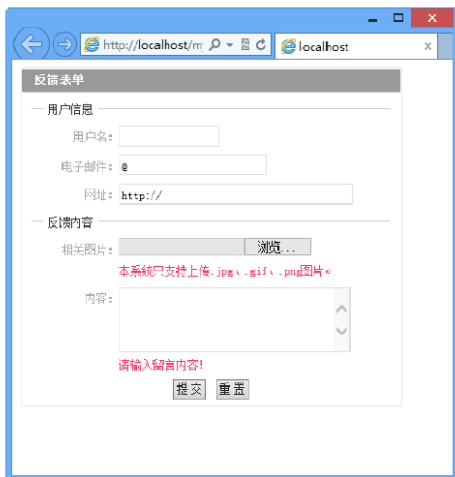 http://localhost/m
localhost
反馈表单
用户信息
用户名:
电子邮件: @
网址: http://
反馈内容
相关图片: 浏览...
本系统只支持上传.jpg、.gif、.png图片。
内容:
请输入留言内容!
提交 重置